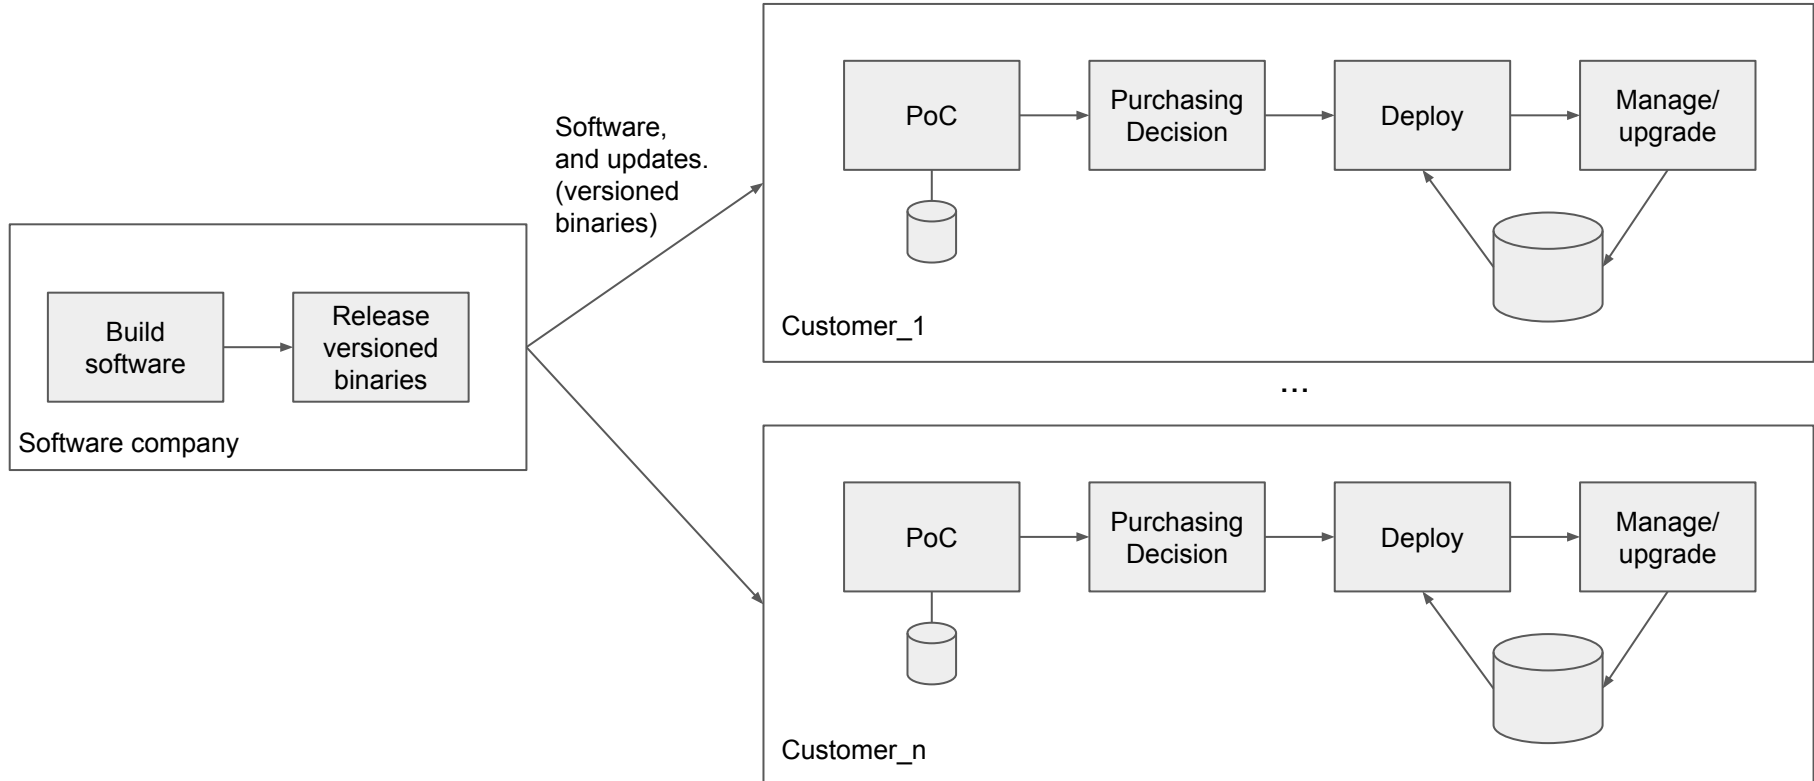 Software,
and updates.
(versioned
binaries)
Build
software
Release
versioned
binaries
Software company
PoC
Purchasing
Decision
Deploy
Manage/
upgrade
Customer_1
...
PoC
Purchasing
Decision
Deploy
Manage/
upgrade
Customer_n